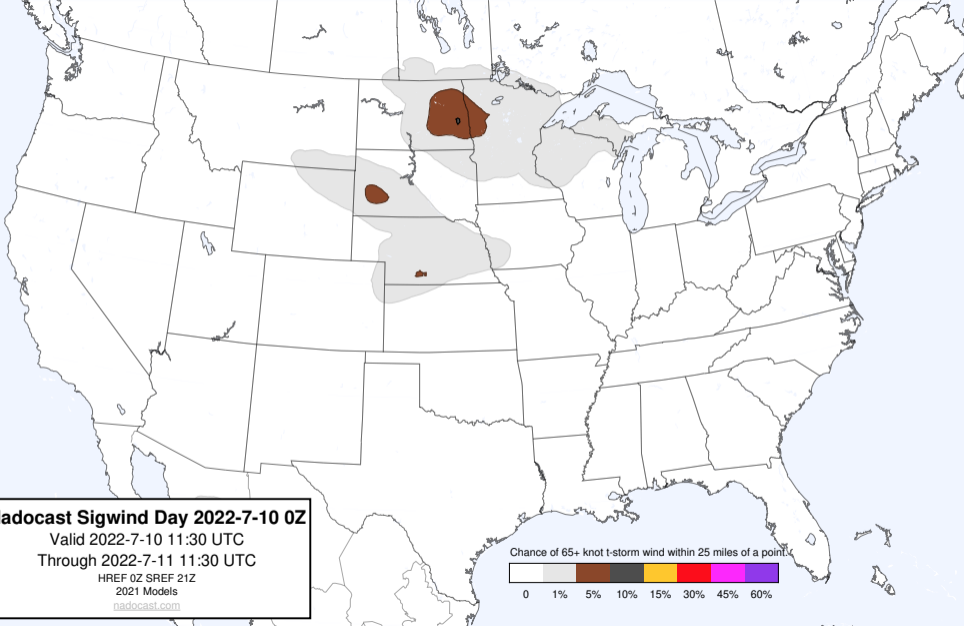 adocast Sigwind Day 2022-7-10 0Z
Valid 2022-7-10 11:30 UTC
Through 2022-7-11 11:30 UTC
HREF 0Z SREF 21Z
2021 Models
nadocast.com
Chance of 65+ knot t-storm wind within 25 miles of a point.
0 1% 5% 10% 15% 30% 45% 60%